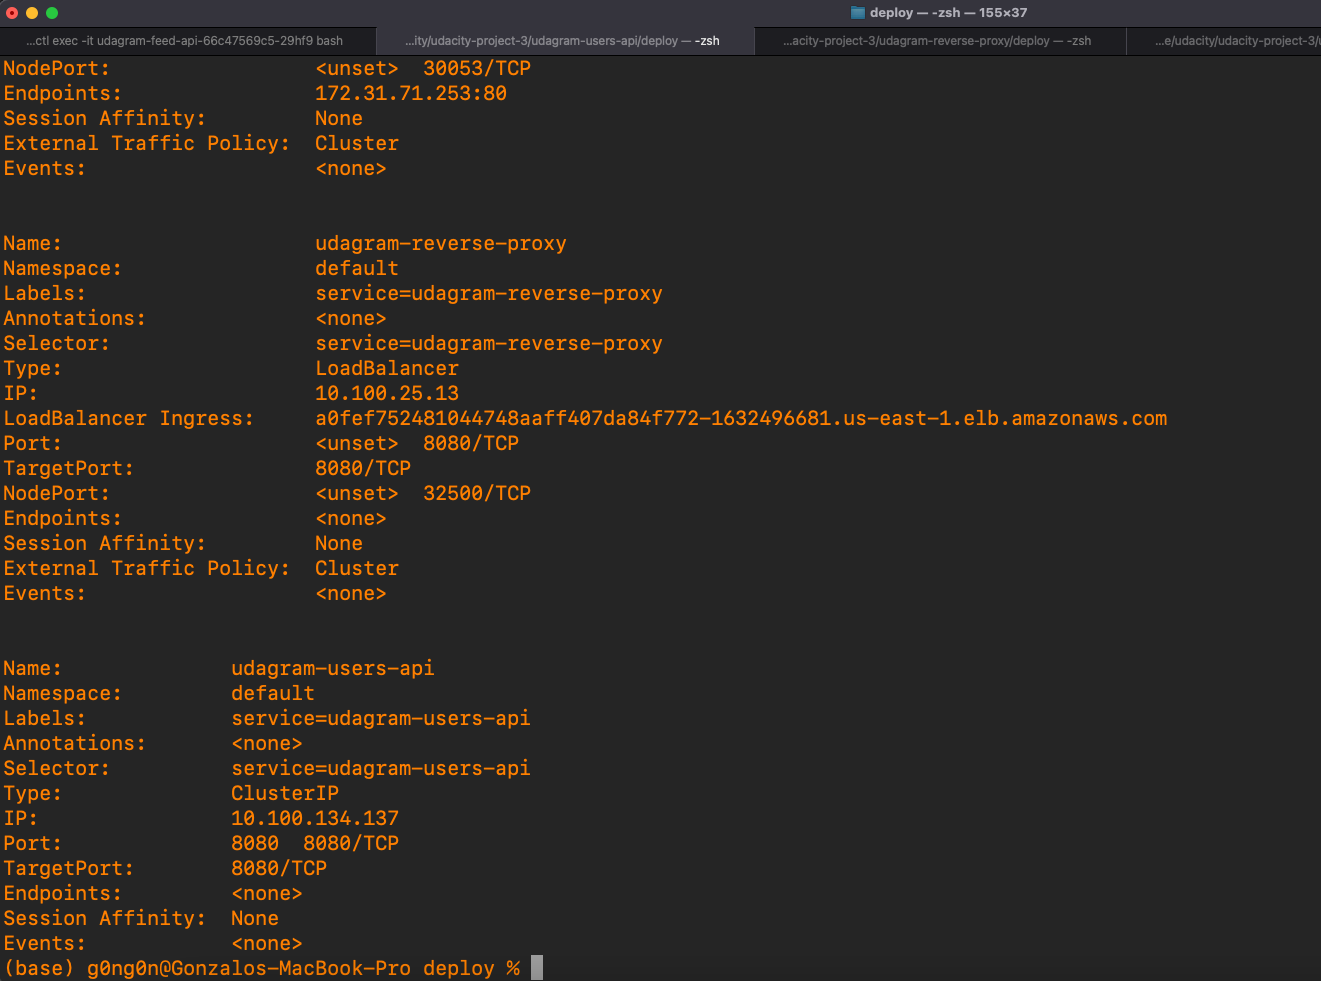 deploy — -zsh — 155×37
...ctl exec -it udagram-feed-api-66c47569c5-29hf9 bash ...ity/udacity-project-3/udagram-users-api/deploy — -zsh ...acity-project-3/udagram-reverse-proxy/deploy — -zsh ...e/udacity/udacity-project-3/
NodePort: <unset> 30053/TCP
Endpoints: 172.31.71.253:80
Session Affinity: None
External Traffic Policy: Cluster
Events: <none>
Name: udagram-reverse-proxy
Namespace: default
Labels: service=udagram-reverse-proxy
Annotations: <none>
Selector: service=udagram-reverse-proxy
Type: LoadBalancer
IP: 10.100.25.13
LoadBalancer Ingress: a0fef752481044748aaff407da84f772-1632496681.us-east-1.elb.amazonaws.com
Port: <unset> 8080/TCP
TargetPort: 8080/TCP
NodePort: <unset> 32500/TCP
Endpoints: <none>
Session Affinity: None
External Traffic Policy: Cluster
Events: <none>
Name: udagram-users-api
Namespace: default
Labels: service=udagram-users-api
Annotations: <none>
Selector: service=udagram-users-api
Type: ClusterIP
IP: 10.100.134.137
Port: 8080 8080/TCP
TargetPort: 8080/TCP
Endpoints: <none>
Session Affinity: None
Events: <none>
(base) g0ng0n@Gonzalos-MacBook-Pro deploy %